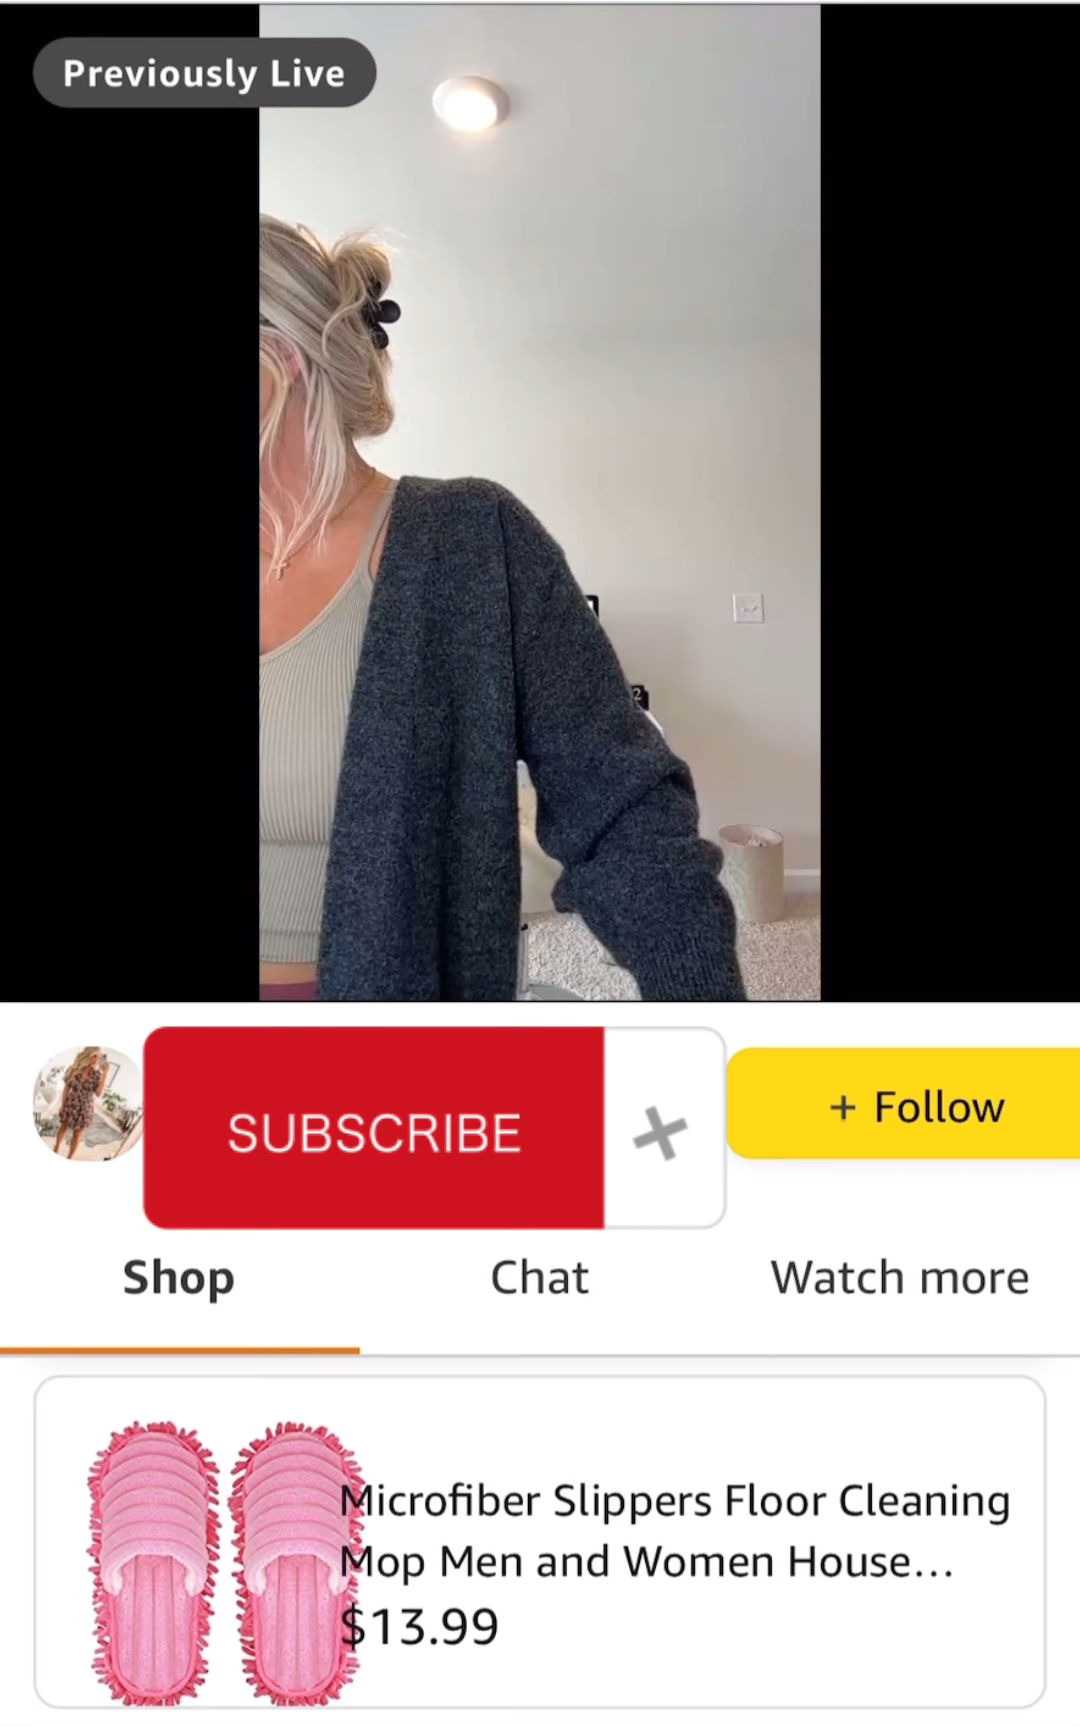 Previously Live
2
SUBSCRIBE
+ Follow
Shop
Chat
Watch more
Microfiber Slippers Floor Cleaning
Mop Men and Women House...
$13.99